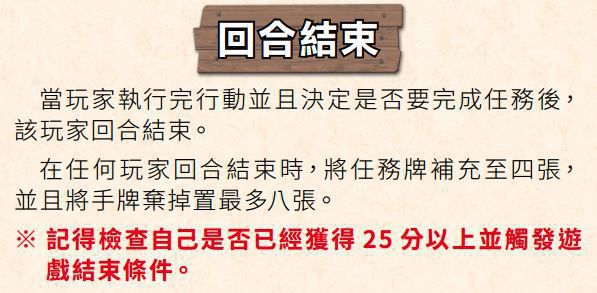 回合結束
當玩家執行完行動並且決定是否要完成任務後，
該玩家回合結束。
在任何玩家回合結束時，將任務牌補充至四張，
並且將手牌棄掉置最多八張。
※ 記得檢查自己是否已經獲得 25 分以上並觸發遊
戲結束條件。